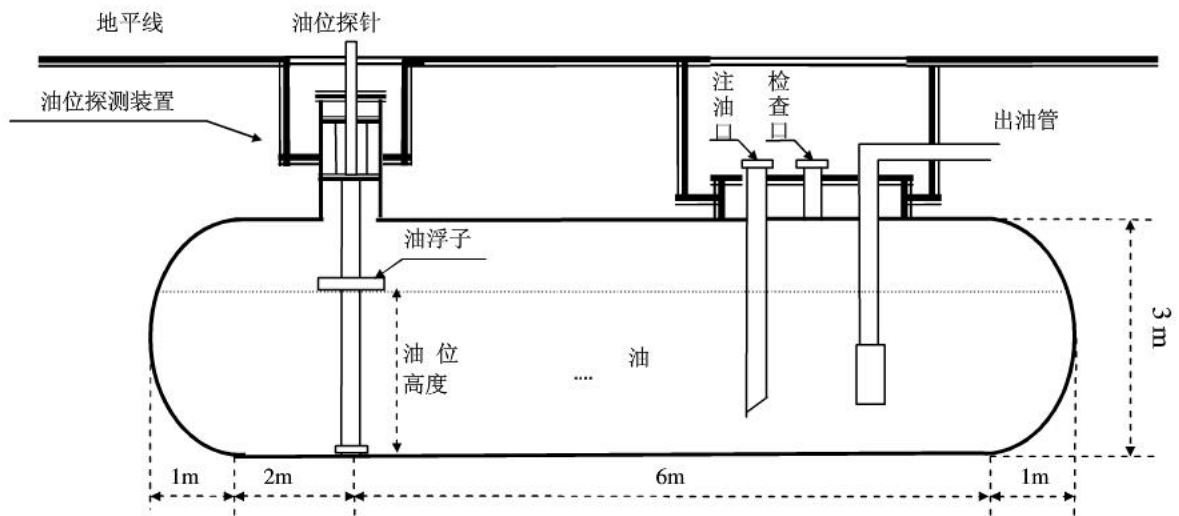 地平线
油位探针
油位探测装置
注油口
检查口
出油管
油浮子
油位
高度
油
....
3 m
1m
2m
6m
1m